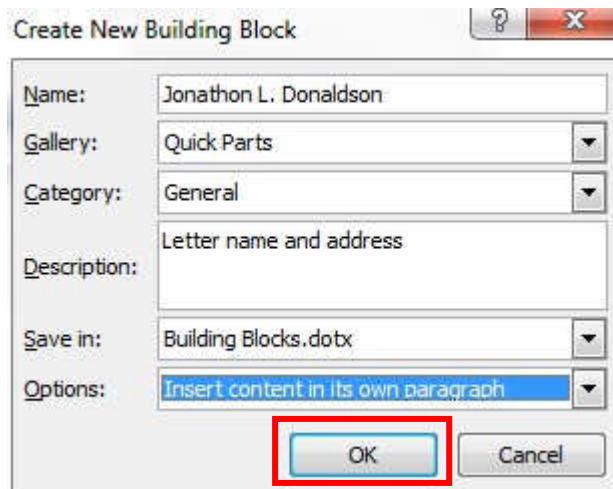 Create New Building Block
Name: Jonathon L. Donaldson
Gallery: Quick Parts
Category: General
Description: Letter name and address
Save in: Building Blocks.dotx
Options: Insert content in its own paragraph
OK Cancel